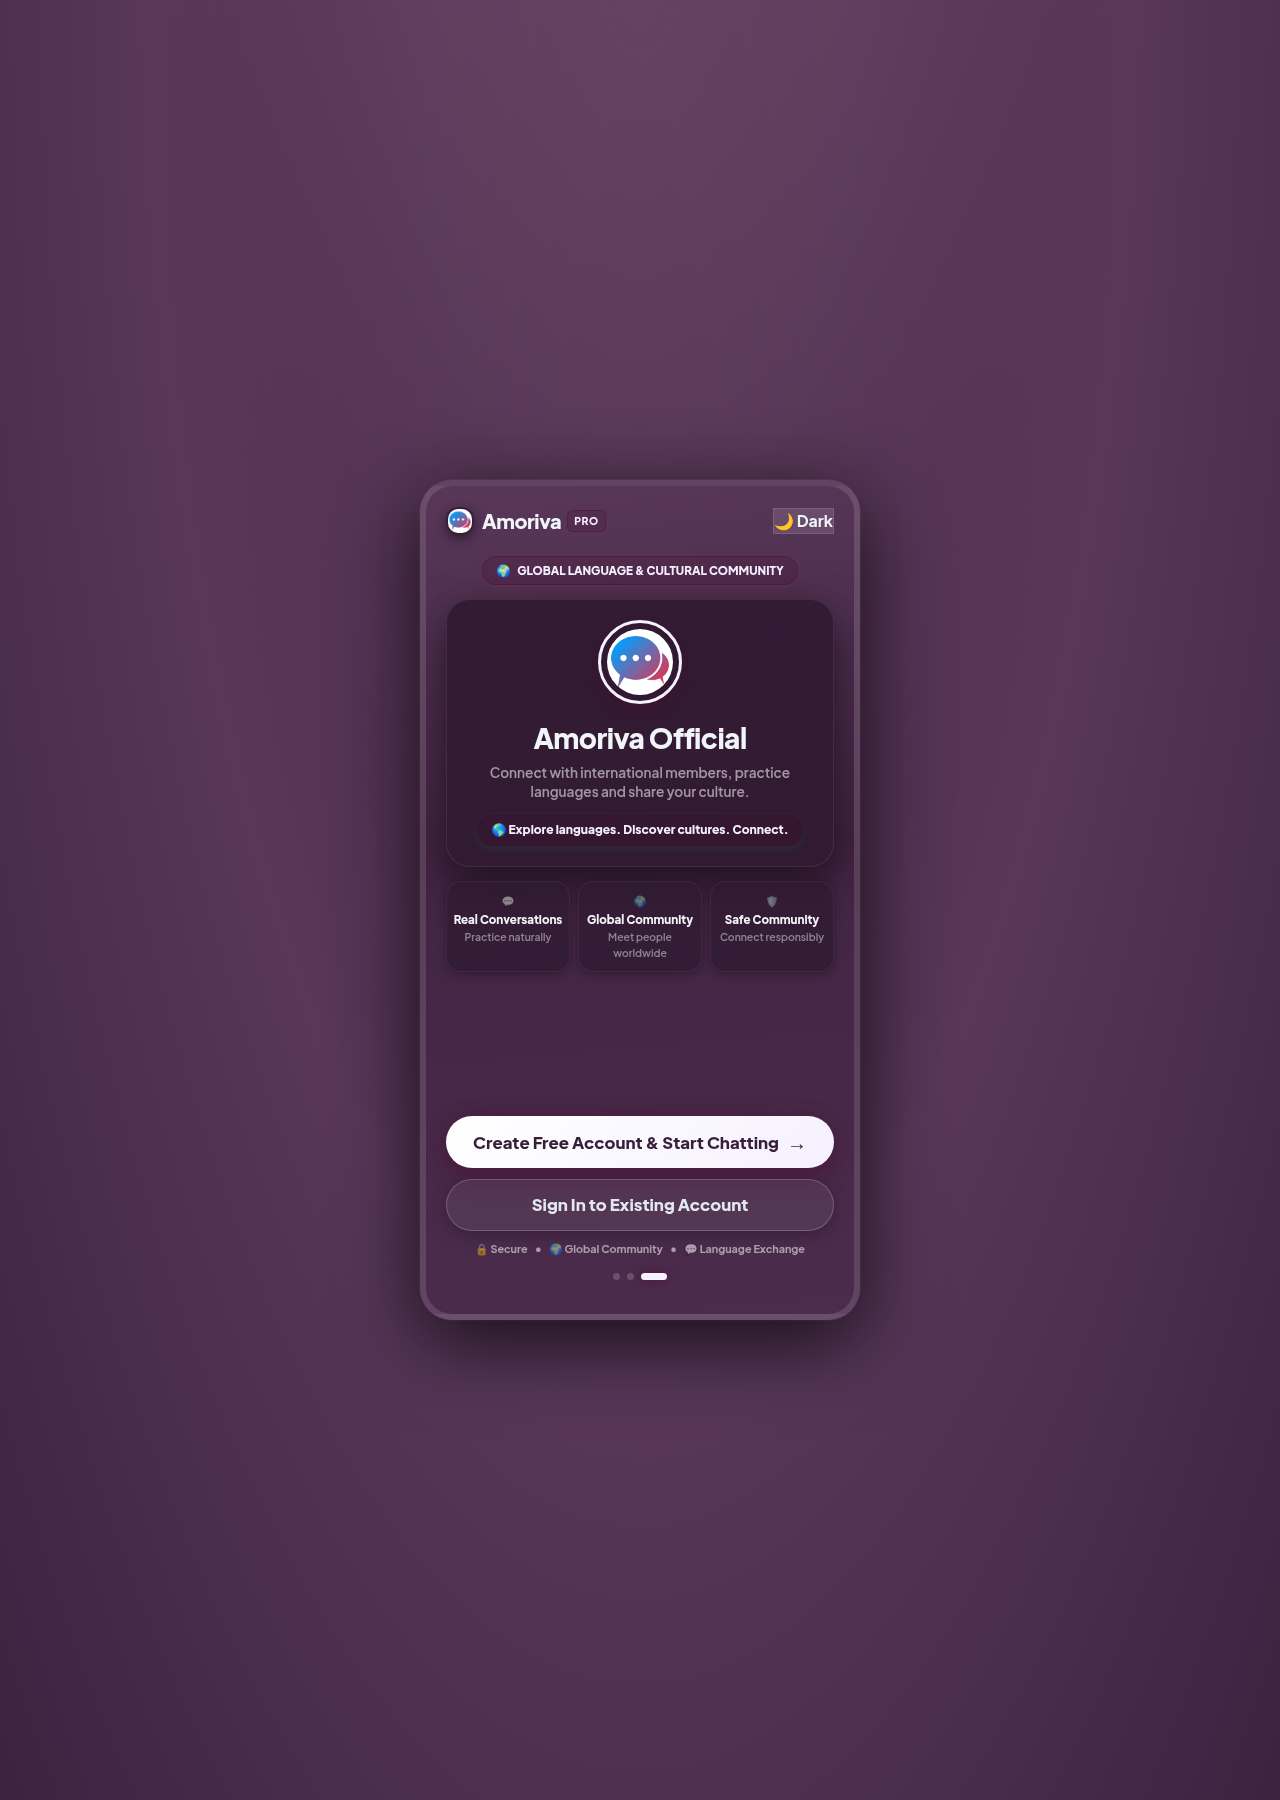 Amoriva PRO
🌙 Dark
🌍 GLOBAL LANGUAGE & CULTURAL COMMUNITY
Amoriva Official
Connect with international members, practice
languages and share your culture.
🌎 Explore languages. Discover cultures. Connect.
💬
Real Conversations
Practice naturally
🌍
Global Community
Meet people
worldwide
🛡️
Safe Community
Connect responsibly
Create Free Account & Start Chatting →
Sign In to Existing Account
🔒 Secure • 🌍 Global Community • 💬 Language Exchange